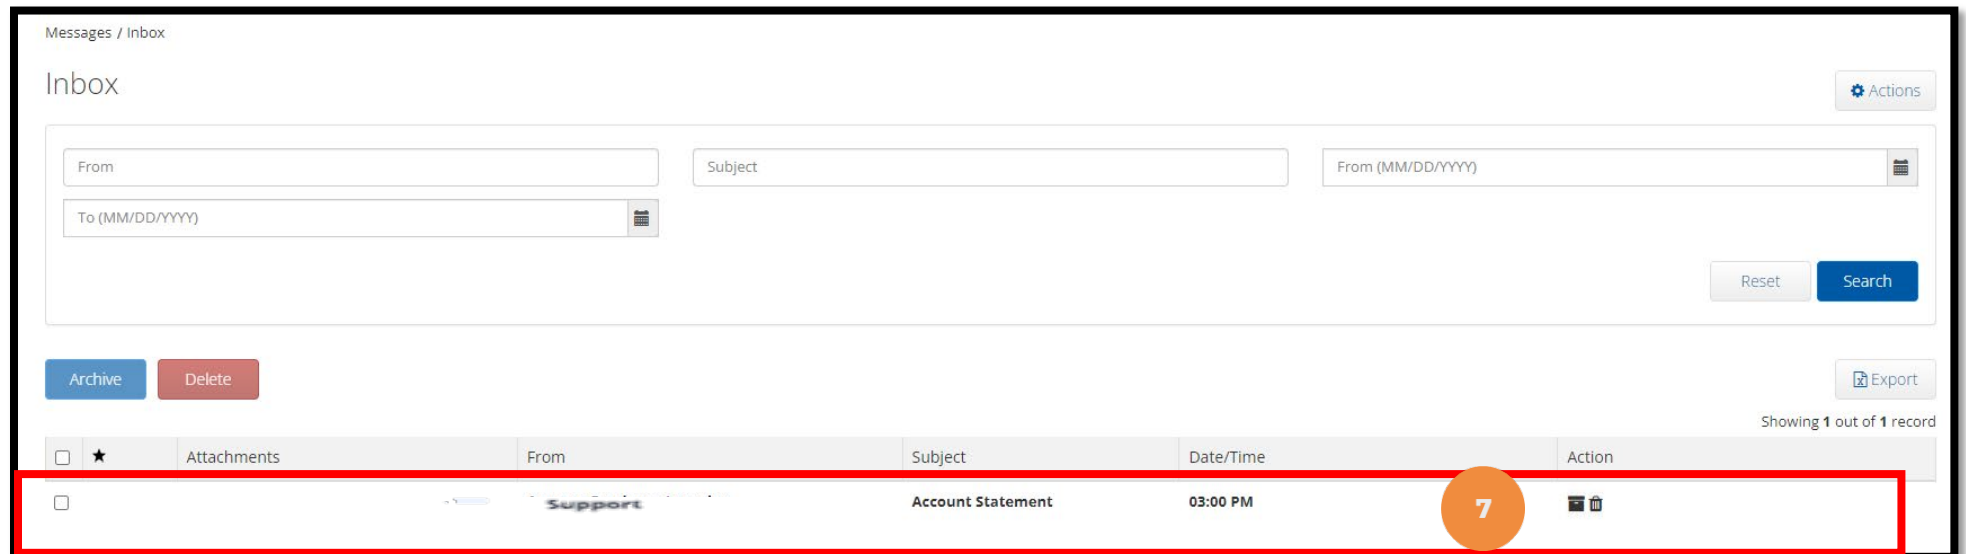 Messages / Inbox
Inbox
Actions
From
Subject
From (MM/DD/YYYY)
To (MM/DD/YYYY)
Reset
Search
Archive
Delete
Export
Showing 1 out of 1 record
★ Attachments From Subject Date/Time Action
Support Account Statement 03:00 PM 7